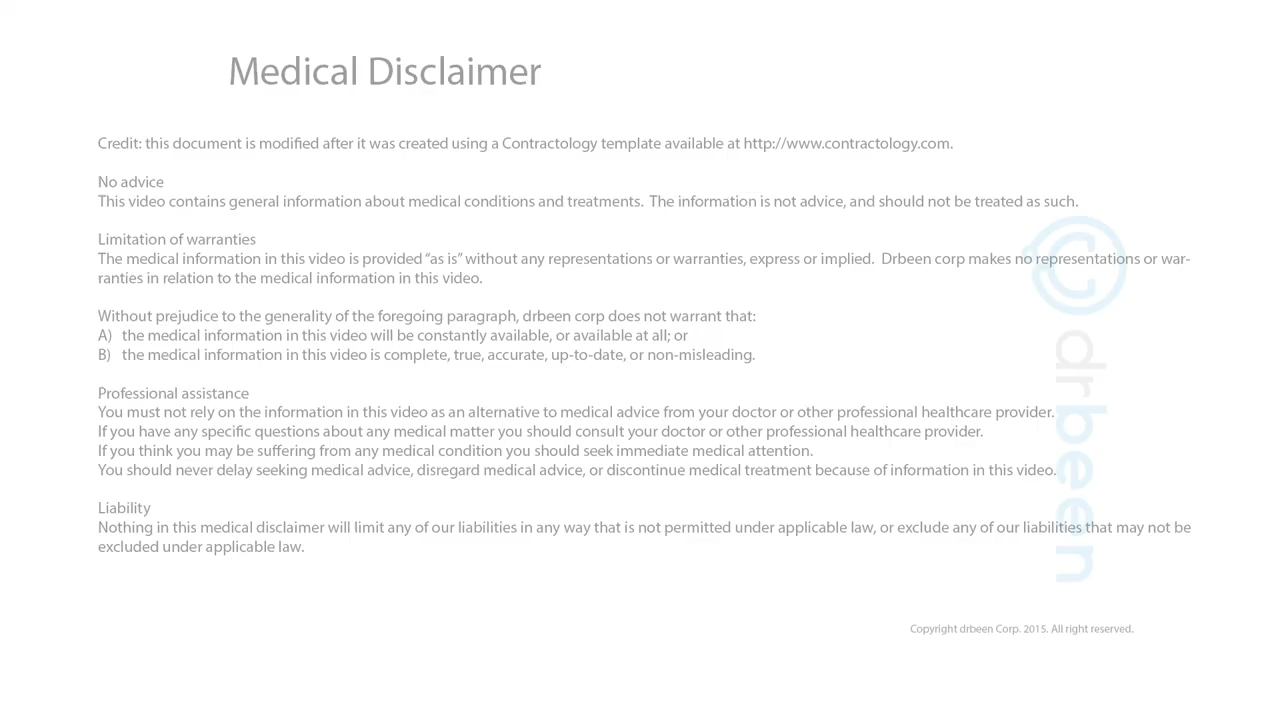 Medical Disclaimer
Credit: this document is modified after it was created using a Contractology template available at http://www.contractology.com.
No advice
This video contains general information about medical conditions and treatments.  The information is not advice, and should not be treated as such.
Limitation of warranties
The medical information in this video is provided “as is” without any representations or warranties, express or implied.  Drbeen corp makes no representations or war-
ranties in relation to the medical information in this video.
Without prejudice to the generality of the foregoing paragraph, drbeen corp does not warrant that:
A)   the medical information in this video will be constantly available, or available at all; or
B)   the medical information in this video is complete, true, accurate, up-to-date, or non-misleading.
Professional assistance
You must not rely on the information in this video as an alternative to medical advice from your doctor or other professional healthcare provider.
If you have any specific questions about any medical matter you should consult your doctor or other professional healthcare provider.
If you think you may be suffering from any medical condition you should seek immediate medical attention.
You should never delay seeking medical advice, disregard medical advice, or discontinue medical treatment because of information in this video.
Liability
Nothing in this medical disclaimer will limit any of our liabilities in any way that is not permitted under applicable law, or exclude any of our liabilities that may not be
excluded under applicable law.
Copyright drbeen Corp. 2015. All right reserved.
© drbeen